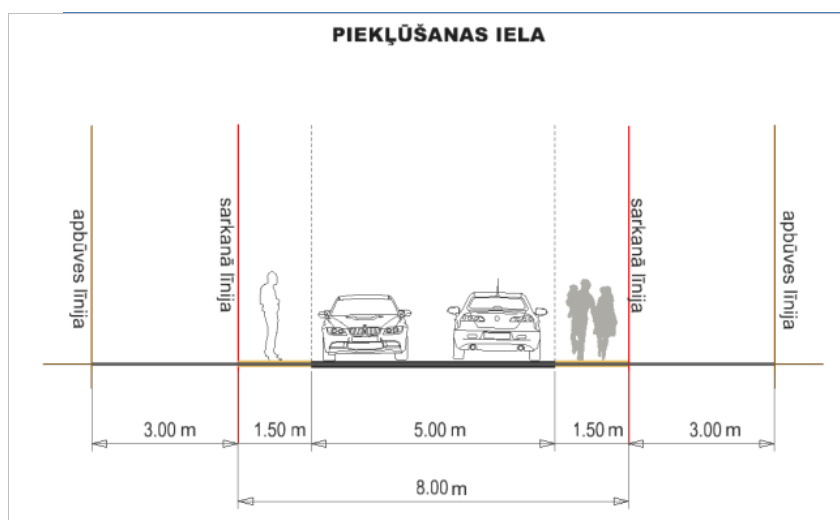 PIEKĻŪŠANAS IELA
apbūves līnija
sarkanā līnija
sarkanā līnija
apbūves līnija
3.00 m
1.50 m
5.00 m
1.50 m
3.00 m
8.00 m